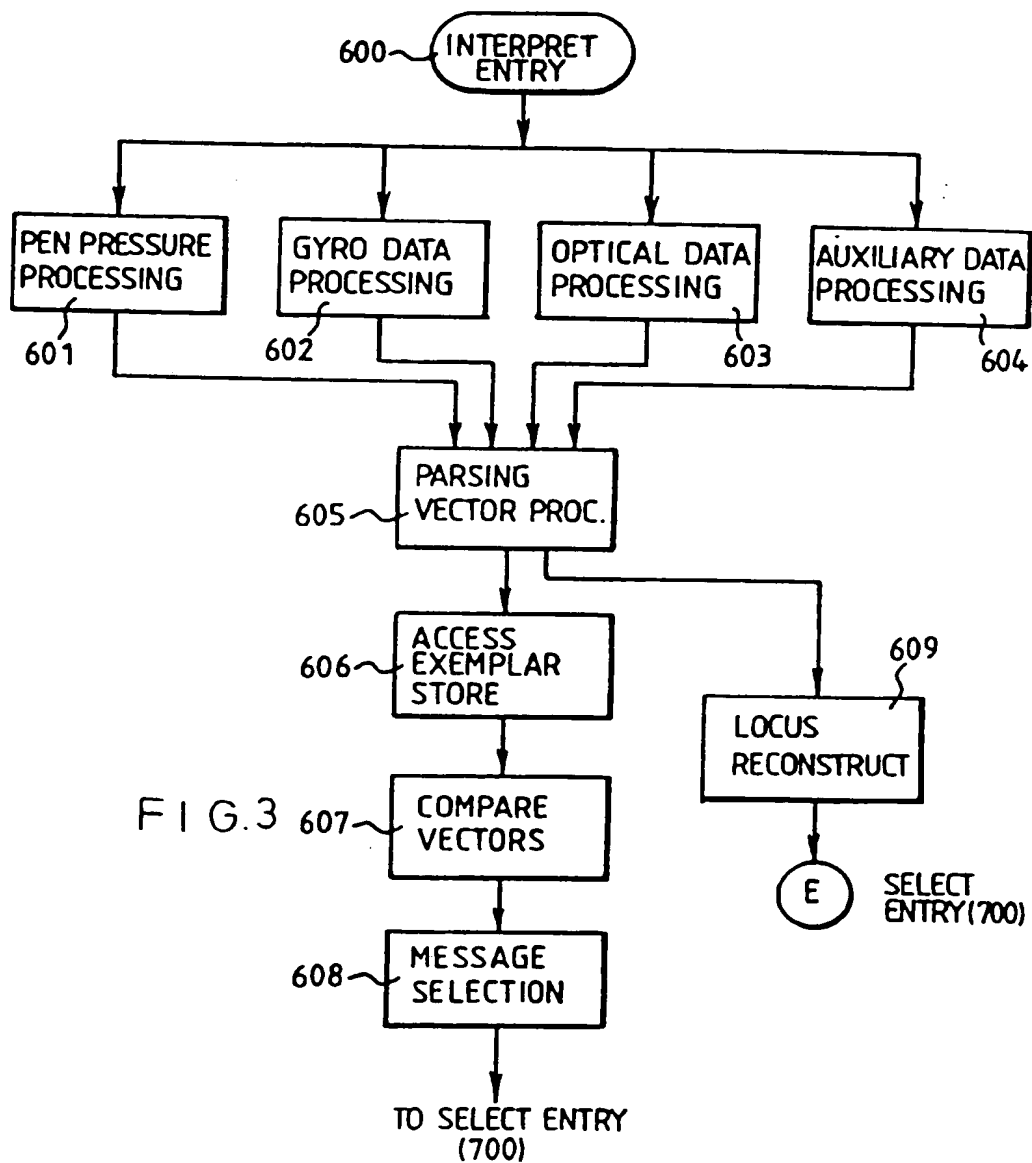 600
INTERPRET
ENTRY
PEN PRESSURE
PROCESSING
601
GYRO DATA
PROCESSING
602
OPTICAL DATA
PROCESSING
603
AUXILIARY DATA
PROCESSING
604
PARSING
VECTOR PROC.
605
ACCESS
EXEMPLAR
STORE
606
609
LOCUS
RECONSTRUCT
FIG.3
607
COMPARE
VECTORS
E
SELECT
ENTRY(700)
608
MESSAGE
SELECTION
TO SELECT ENTRY
(700)